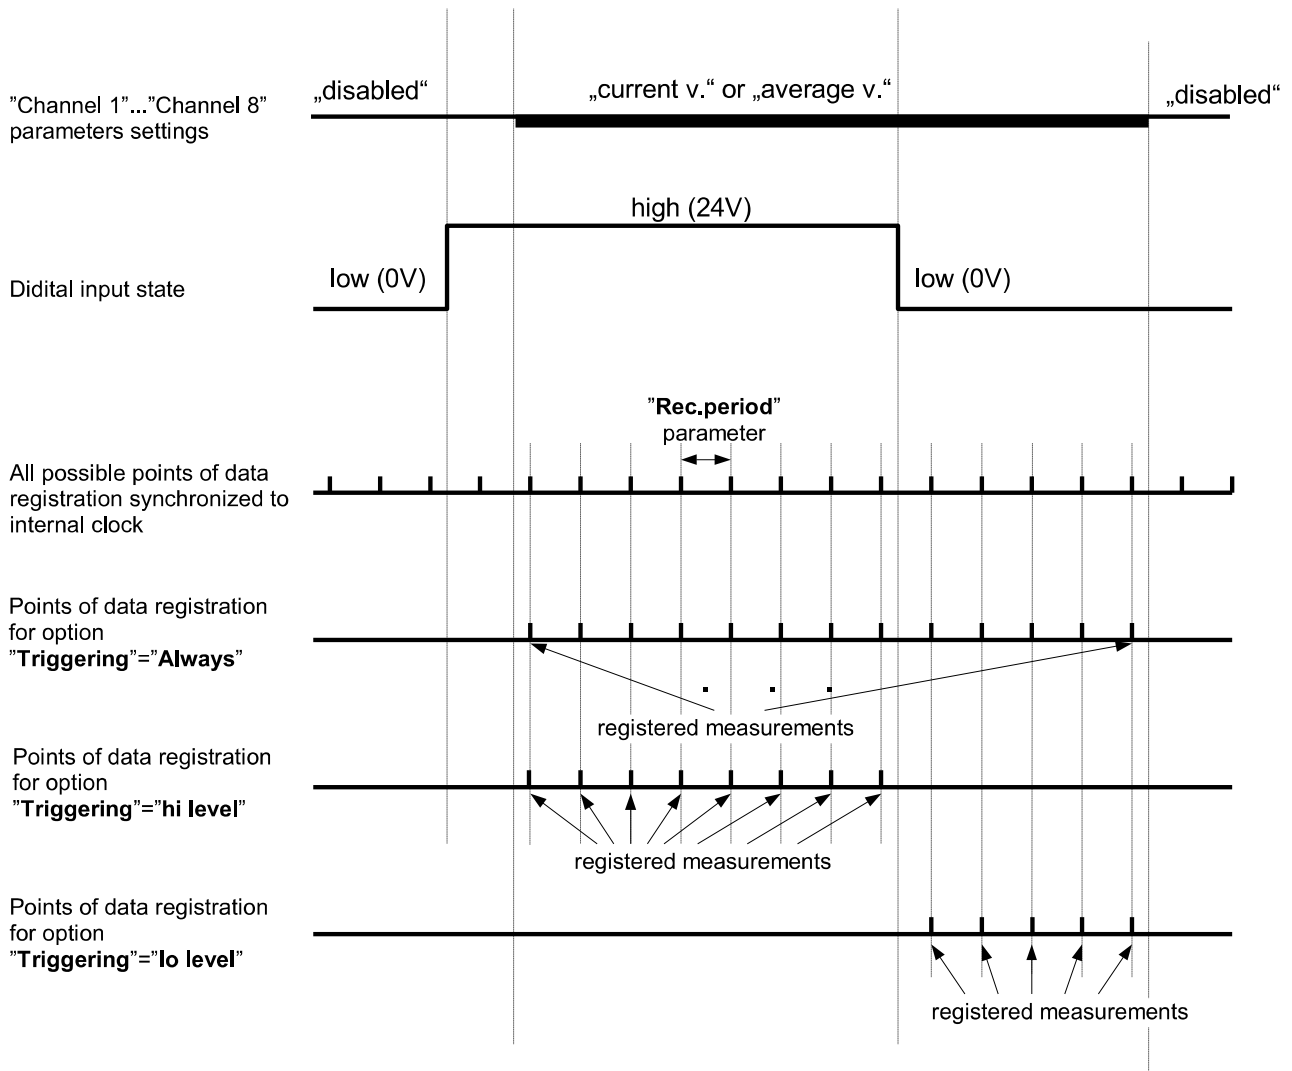 „disabled“
„current v.“ or „average v.“
„disabled“
”Channel 1”...”Channel 8”
parameters settings
high (24V)
low (0V)
low (0V)
Didital input state
”Rec.period”
parameter
All possible points of data
registration synchronized to
internal clock
Points of data registration
for option
”Triggering”=”Always”
. . .
registered measurements
Points of data registration
for option
”Triggering”=”hi level”
registered measurements
Points of data registration
for option
”Triggering”=”lo level”
registered measurements